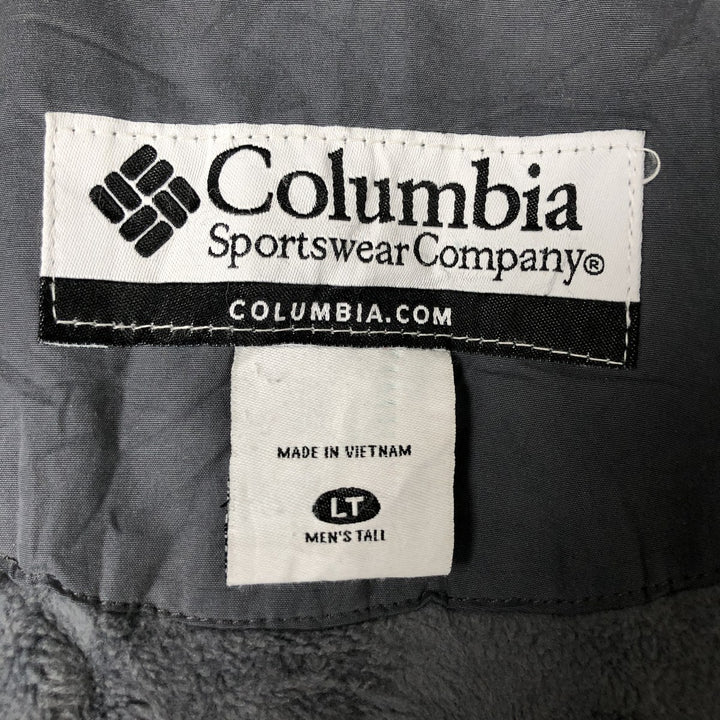 Columbia
Sportswear Company®
COLUMBIA.COM
MADE IN VIETNAM
LT
MEN'S TALL